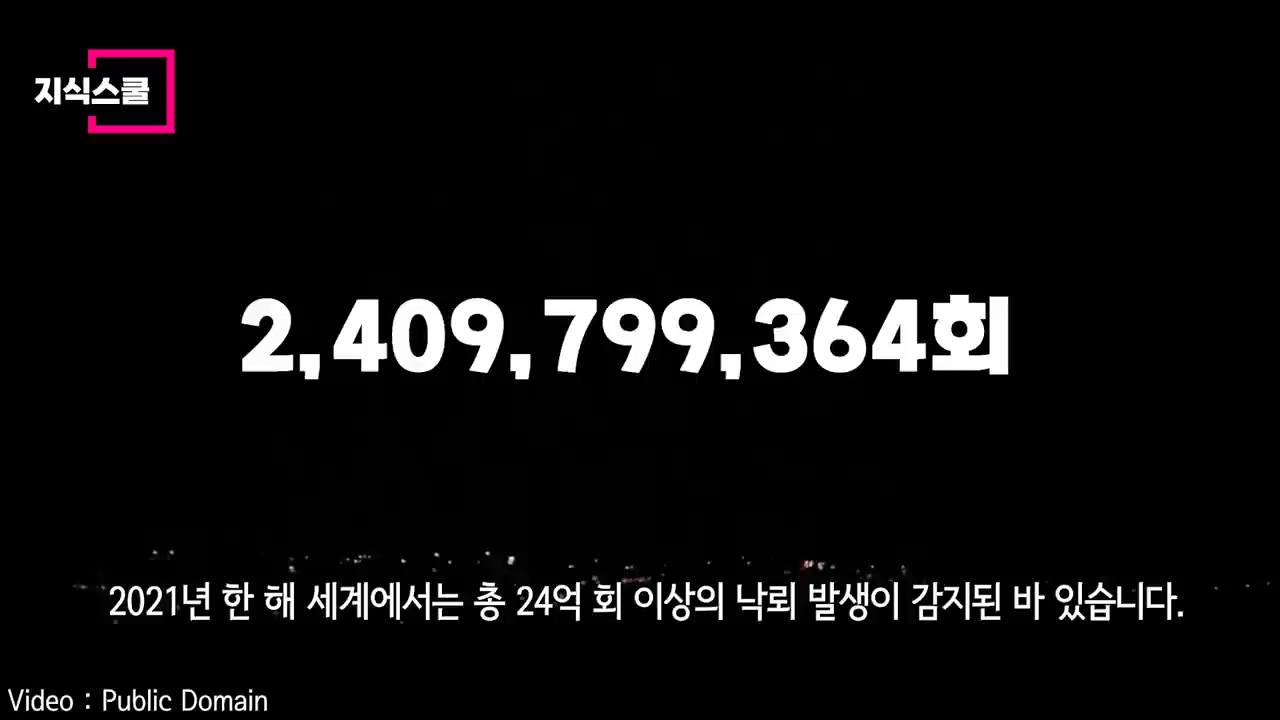 지식스쿨
2,409,799,364회
2021년 한 해 세계에서는 총 24억 회 이상의 낙뢰 발생이 감지된 바 있습니다.
Video : Public Domain